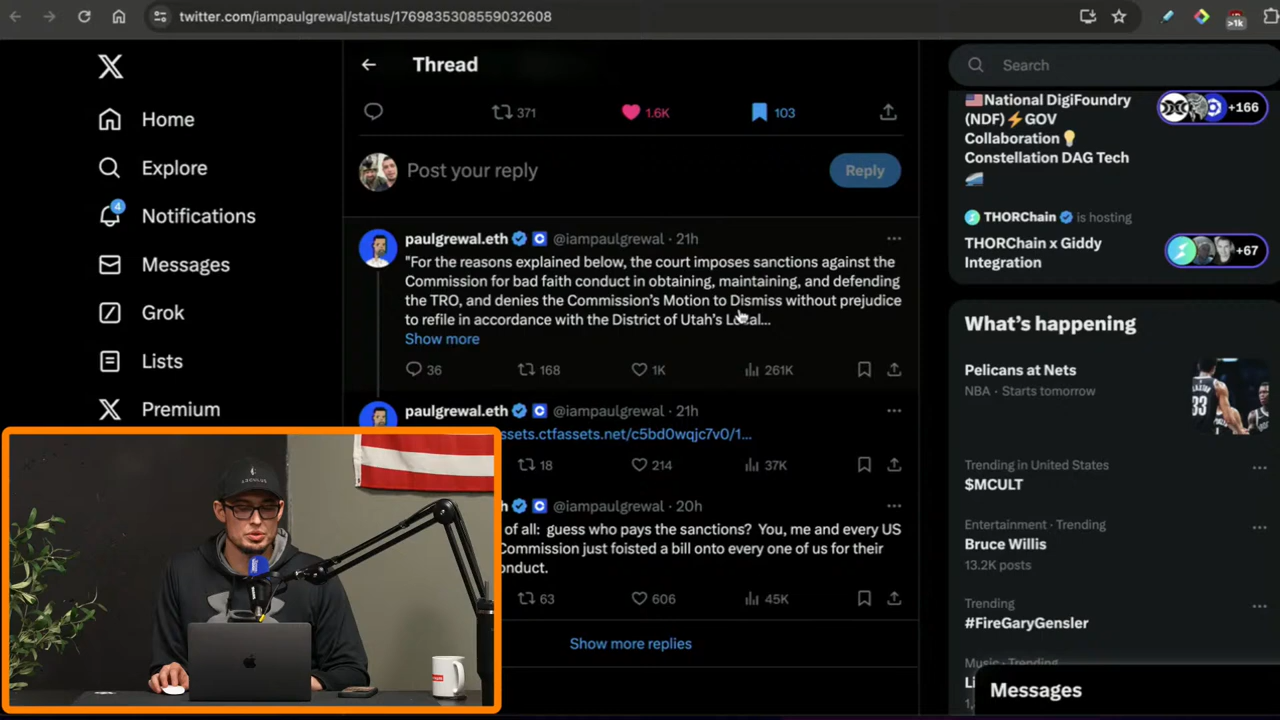 twitter.com/iampaulgrewal/status/1769835308559032608
>1k
Thread
Search
Home
Explore
4
Notifications
Messages
Grok
Lists
Premium
371
1.6K
103
Post your reply
Reply
paulgrewal.eth @iampaulgrewal · 21h
"For the reasons explained below, the court imposes sanctions against the
Commission for bad faith conduct in obtaining, maintaining, and defending
the TRO, and denies the Commission's Motion to Dismiss without prejudice
to refile in accordance with the District of Utah's Local...
Show more
36
168
1K
261K
paulgrewal.eth @iampaulgrewal · 21h
ssets.ctfassets.net/c5bd0wqjc7v0/1...
18
214
37K
h @iampaulgrewal · 20h
of all: guess who pays the sanctions? You, me and every US
Commission just foisted a bill onto every one of us for their
onduct.
63
606
45K
Show more replies
National DigiFoundry
(NDF)⚡GOV
Collaboration💡
Constellation DAG Tech
+166
THORChain is hosting
THORChain x Giddy
Integration
+67
What's happening
Pelicans at Nets
NBA · Starts tomorrow
Trending in United States
$MCULT
Entertainment · Trending
Bruce Willis
13.2K posts
Trending
#FireGaryGensler
Music · Trending
Messages